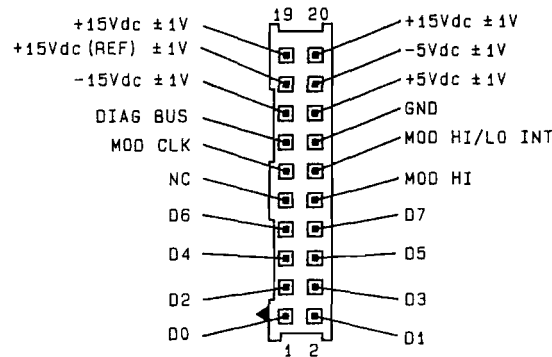 19 20
+15Vdc ±1V +15Vdc ±1V
+15Vdc (REF) ±1V -5Vdc ±1V
-15Vdc ±1V +5Vdc ±1V
DIAG BUS GND
MOD CLK MOD HI/LO INT
NC MOD HI
D6 D7
D4 D5
D2 D3
D0 D1
1 2